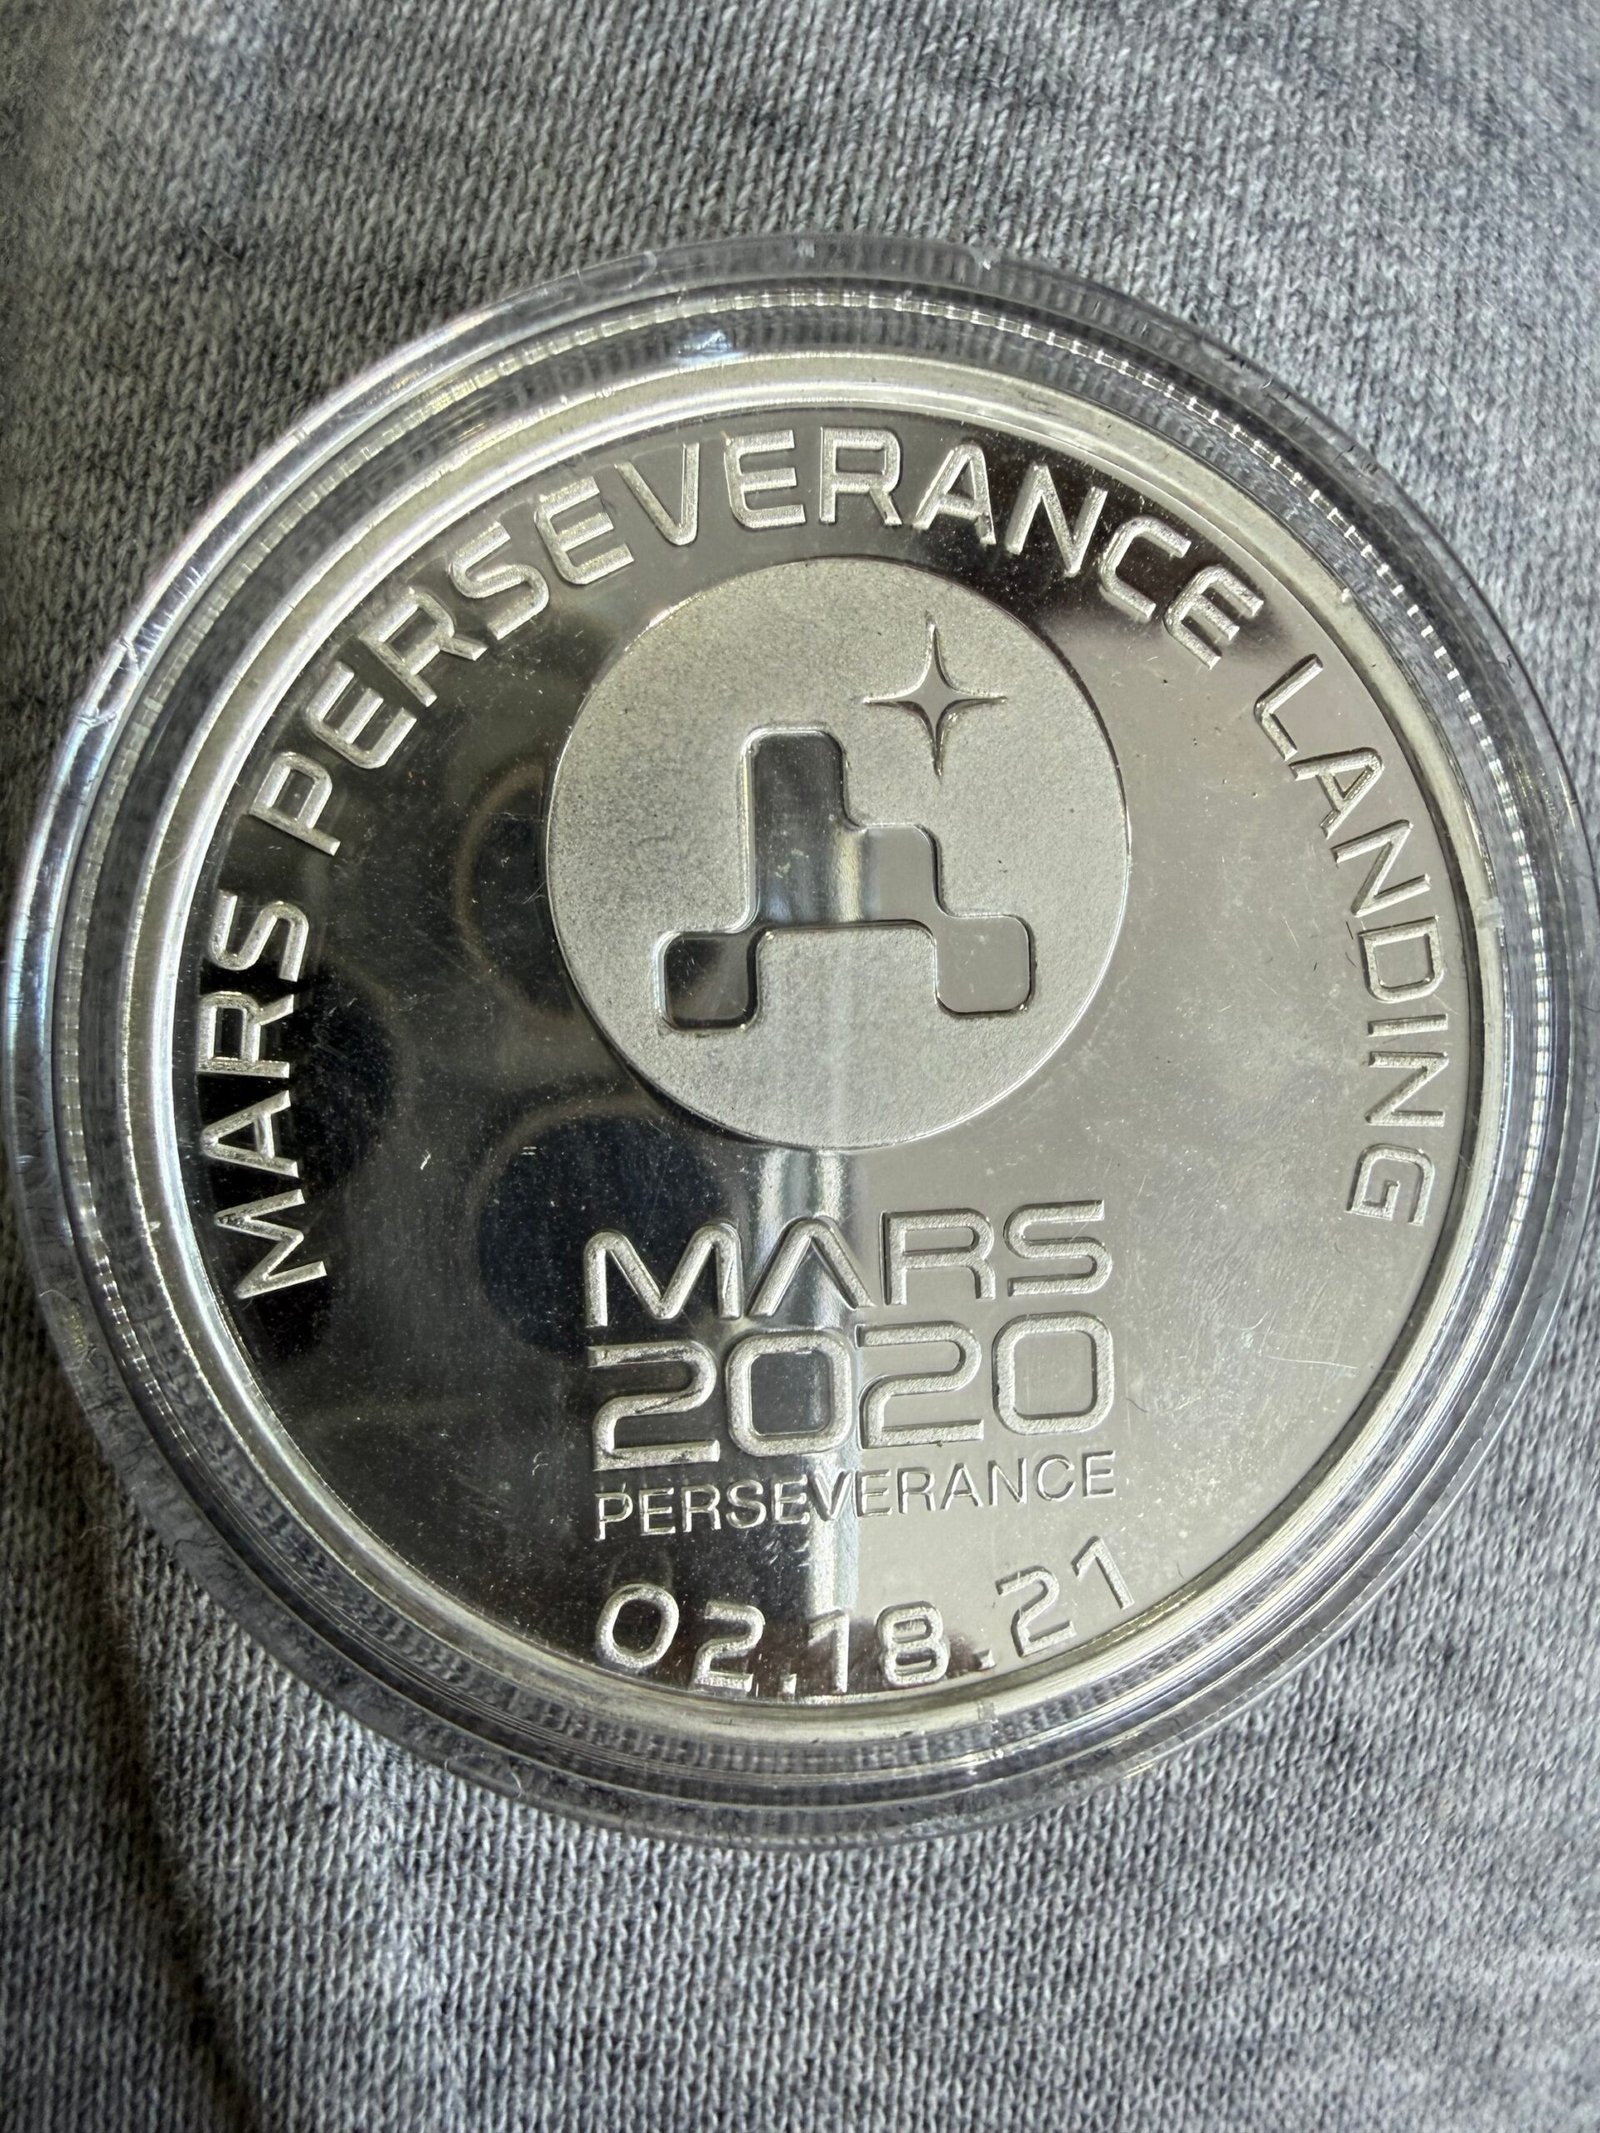 MARS PERSEVERANCE LANDING
MARS
2020
PERSEVERANCE
02.18.21